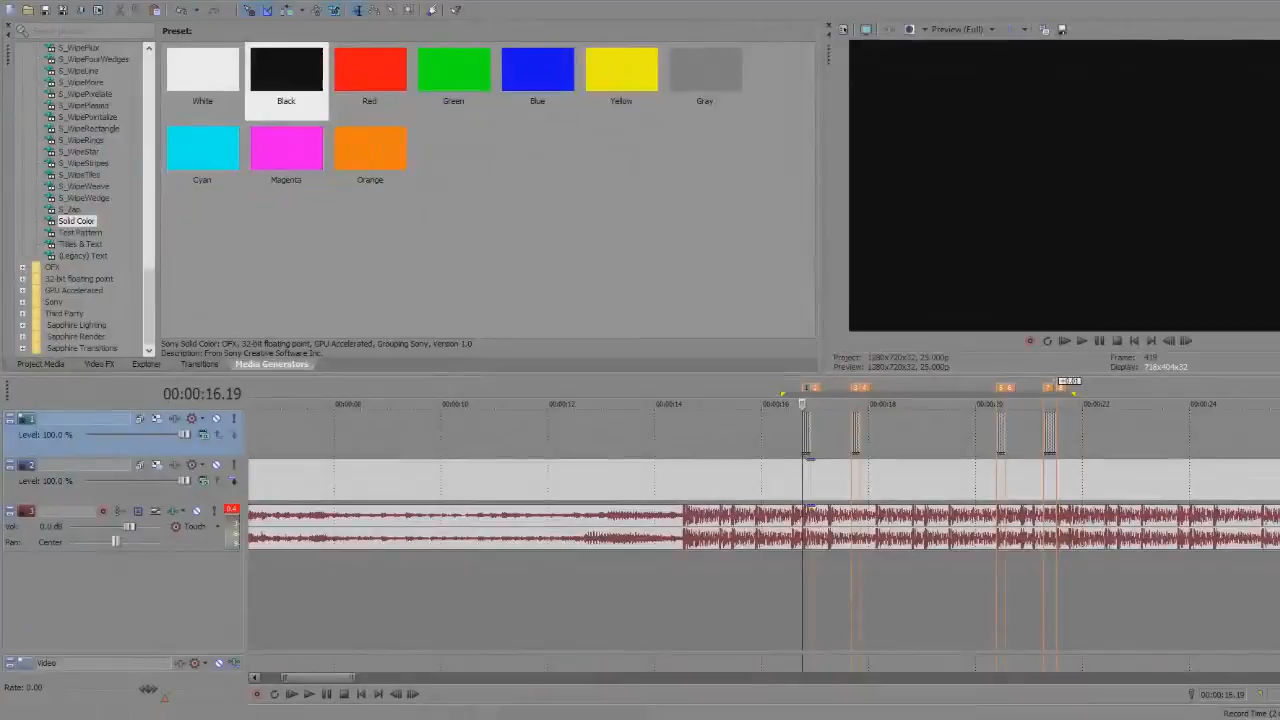 Preset:
Preview (Full)
S_WipeFourWedges
S_WipeLine
S_WipeMoire
S_WipePixelate
S_WipePlasma
S_WipePointalize
S_WipeRectangle
S_WipeRings
S_WipeStar
S_WipeStripes
S_WipeTiles
S_WipeWeave
S_WipeWedge
S_Zap
Solid Color
Test Pattern
Titles & Text
(Legacy) Text
OFX
32-bit floating point
GPU Accelerated
Sony
Third Party
Sapphire Lighting
Sapphire Render
Sapphire Transitions
White
Black
Red
Green
Blue
Yellow
Gray
Cyan
Magenta
Orange
Sony Solid Color: OFX, 32-bit floating point, GPU Accelerated, Grouping Sony, Version 1.0
Description: From Sony Creative Software Inc.
Project Media
Video FX
Explorer
Transitions
Media Generators
Project: 1280x720x32, 25.000p
Preview: 1280x720x32, 25.000p
Frame: 419
Display: 718x404x32
00:00:16.19
+0.01
00:00:08
00:00:10
00:00:12
00:00:14
00:00:16
00:00:18
00:00:20
00:00:22
00:00:24
1
Level: 100.0 %
2
Level: 100.0 %
3
Vol: 0.0 dB
Touch
Pan: Center
Video
Rate: 0.00
00:00:16.19